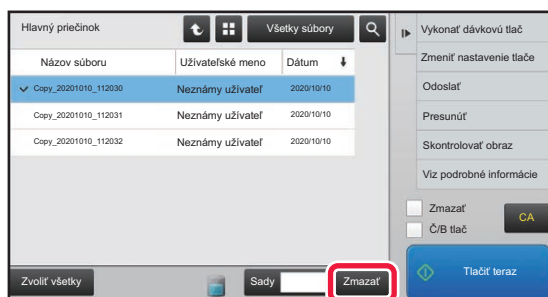 Hlavný priečinok
Všetky súbory
Názov súboru
Užívateľské meno
Dátum
Copy_20201010_112030
Neznámy užívateľ
2020/10/10
Copy_20201010_112031
Neznámy užívateľ
2020/10/10
Copy_20201010_112032
Neznámy užívateľ
2020/10/10
Zvoliť všetky
Sady
Zmazať
Vykonať dávkovú tlač
Zmeniť nastavenie tlače
Odoslať
Presunúť
Skontrolovať obraz
Viz podrobné informácie
Zmazať
Č/B tlač
CA
Tlačiť teraz